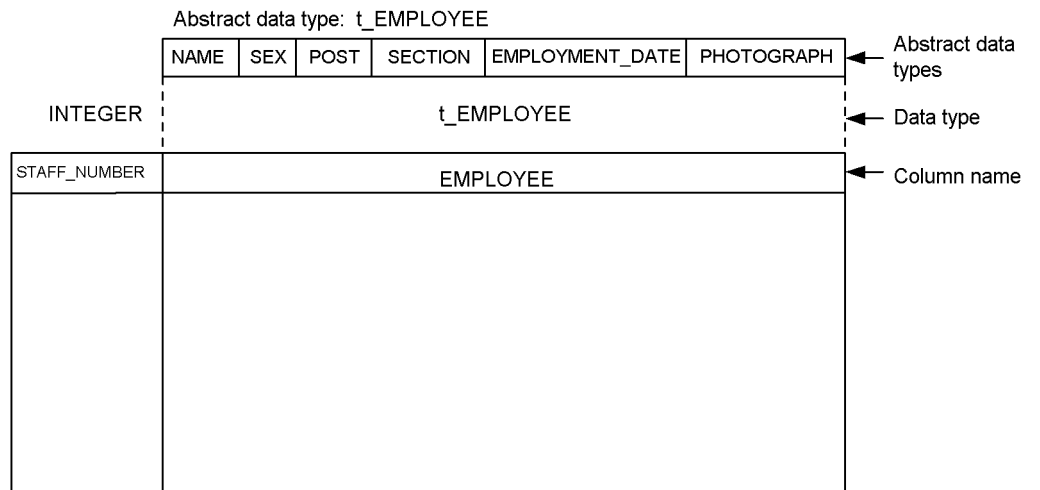 Abstract data type: t_EMPLOYEE
NAME SEX POST SECTION EMPLOYMENT_DATE PHOTOGRAPH
Abstract data
types
INTEGER t_EMPLOYEE Data type
STAFF_NUMBER EMPLOYEE Column name